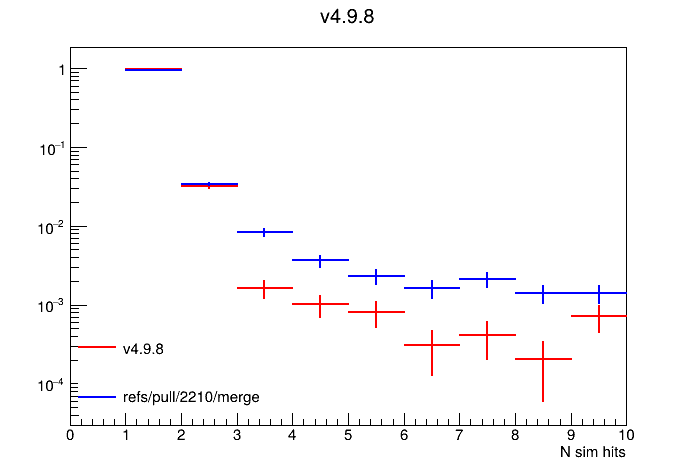 v4.9.8
1
10⁻¹
10⁻²
10⁻³
10⁻⁴
v4.9.8
refs/pull/2210/merge
0 1 2 3 4 5 6 7 8 9 10
N sim hits